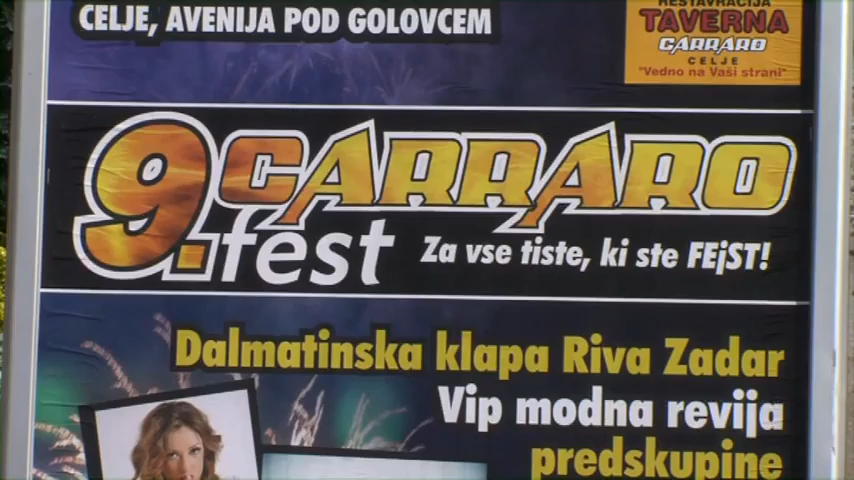 CELJE, AVENIJA POD GOLOVCEM
RESTAVRACIJA
TAVERNA
CARRARO
CELJE
"Vedno na Vaši strani"
9. CARRARO
fest
Za vse tiste, ki ste FEjST!
Dalmatinska klapa Riva Zadar
Vip modna revija
predskupine